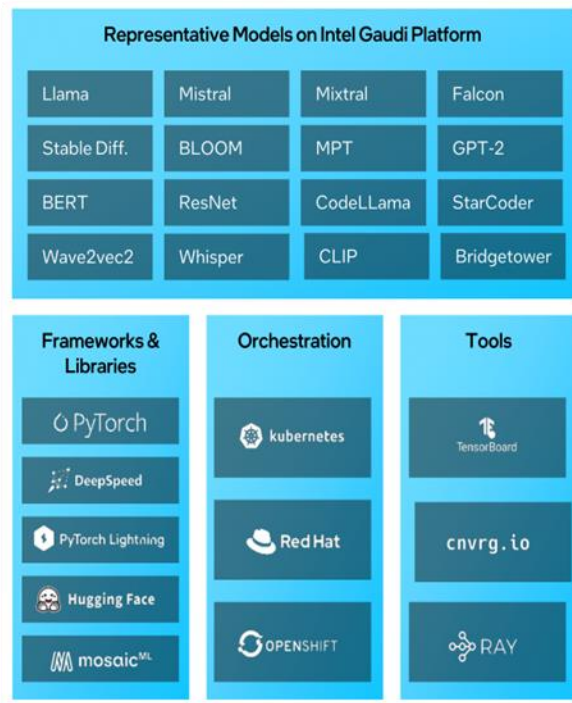 Representative Models on Intel Gaudi Platform
Llama Mistral Mixtral Falcon
Stable Diff. BLOOM MPT GPT-2
BERT ResNet CodeLLama StarCoder
Wave2vec2 Whisper CLIP Bridgetower
Frameworks &
Libraries
PyTorch
DeepSpeed
PyTorch Lightning
Hugging Face
mosaic ML
Orchestration
kubernetes
Red Hat
OPENSHIFT
Tools
TensorBoard
cnvrg.io
RAY